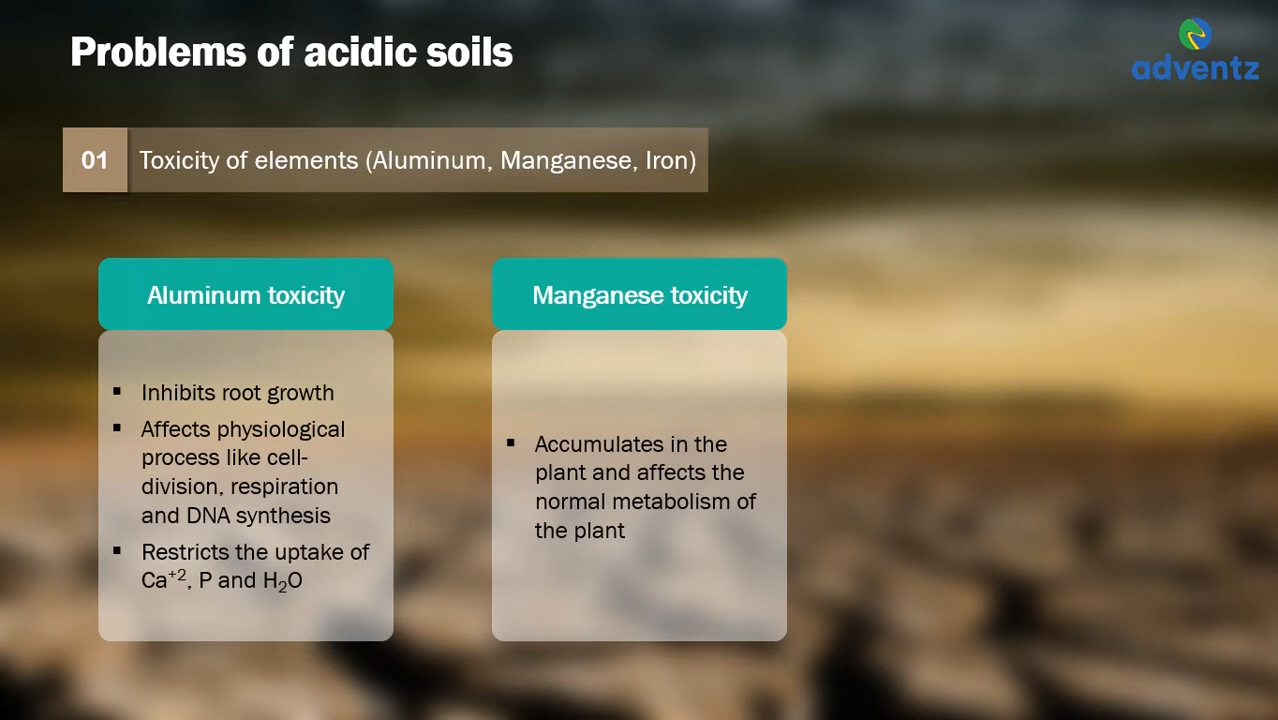 Problems of acidic soils
adventz
01
Toxicity of elements (Aluminum, Manganese, Iron)
Aluminum toxicity
▪ Inhibits root growth
▪ Affects physiological
process like cell-
division, respiration
and DNA synthesis
▪ Restricts the uptake of
Ca⁺², P and H₂O
Manganese toxicity
▪ Accumulates in the
plant and affects the
normal metabolism of
the plant